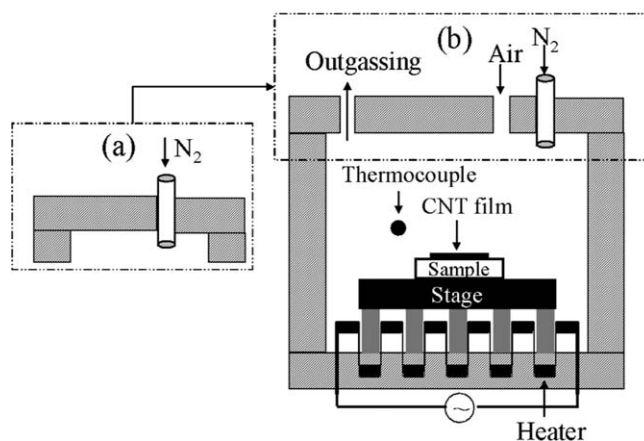 (a)
N₂
(b)
N₂
Outgassing
Air
Thermocouple
CNT film
Sample
Stage
Heater